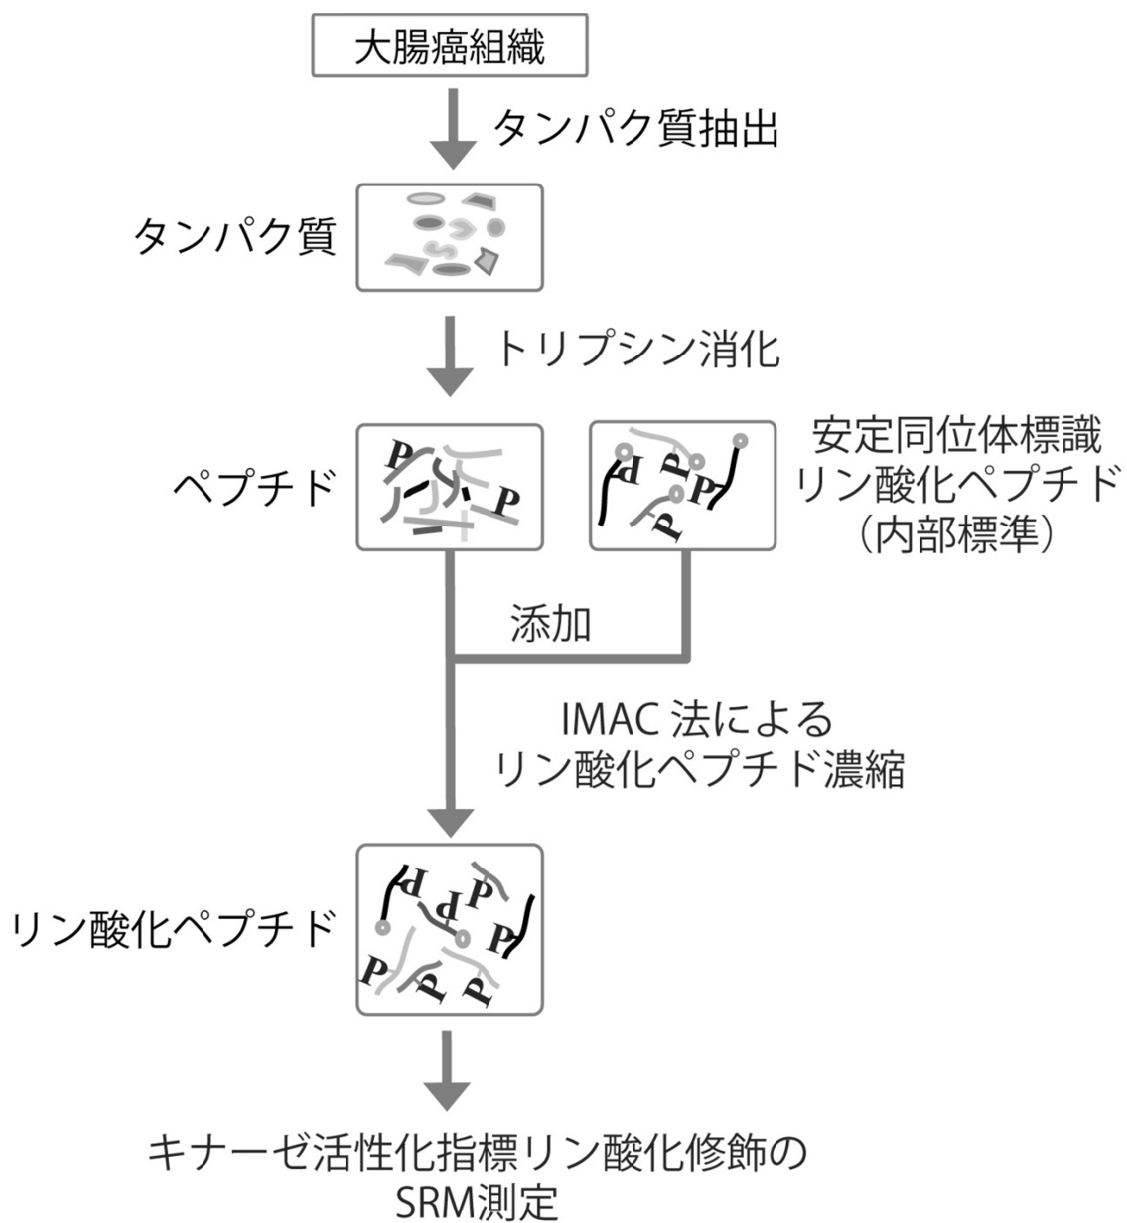 大腸癌組織
タンパク質抽出
タンパク質
トリプシン消化
ペプチド
P
P
P
P
P
P
安定同位体標識
リン酸化ペプチド
（内部標準）
添加
IMAC 法による
リン酸化ペプチド濃縮
リン酸化ペプチド
P
P
P
P
P
P
P
キナーゼ活性化指標リン酸化修飾の
SRM測定